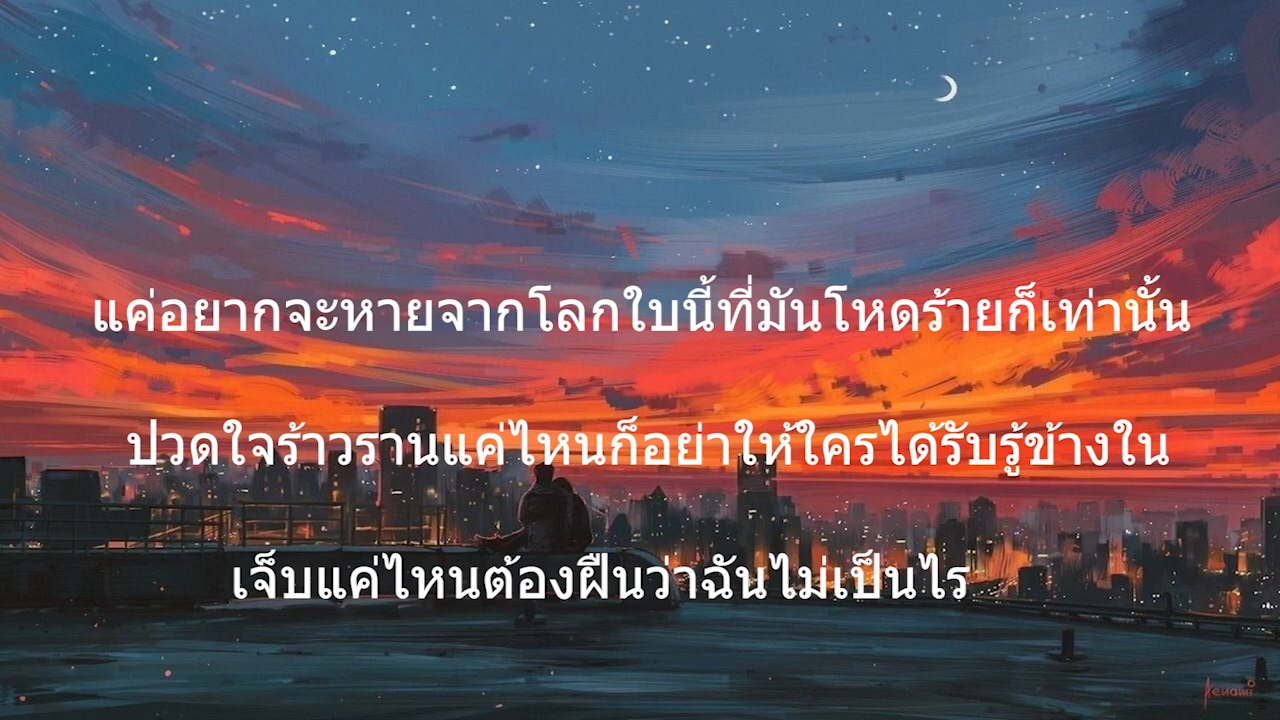 แค่อยากจะหายจากโลกใบนี้ที่มันโหดร้ายก็เท่านั้น
ปวดใจร้าวรานแค่ไหนก็อย่าให้ใครได้รับรู้ข้างใน
เจ็บแค่ไหนต้องฝืนว่าฉันไม่เป็นไร